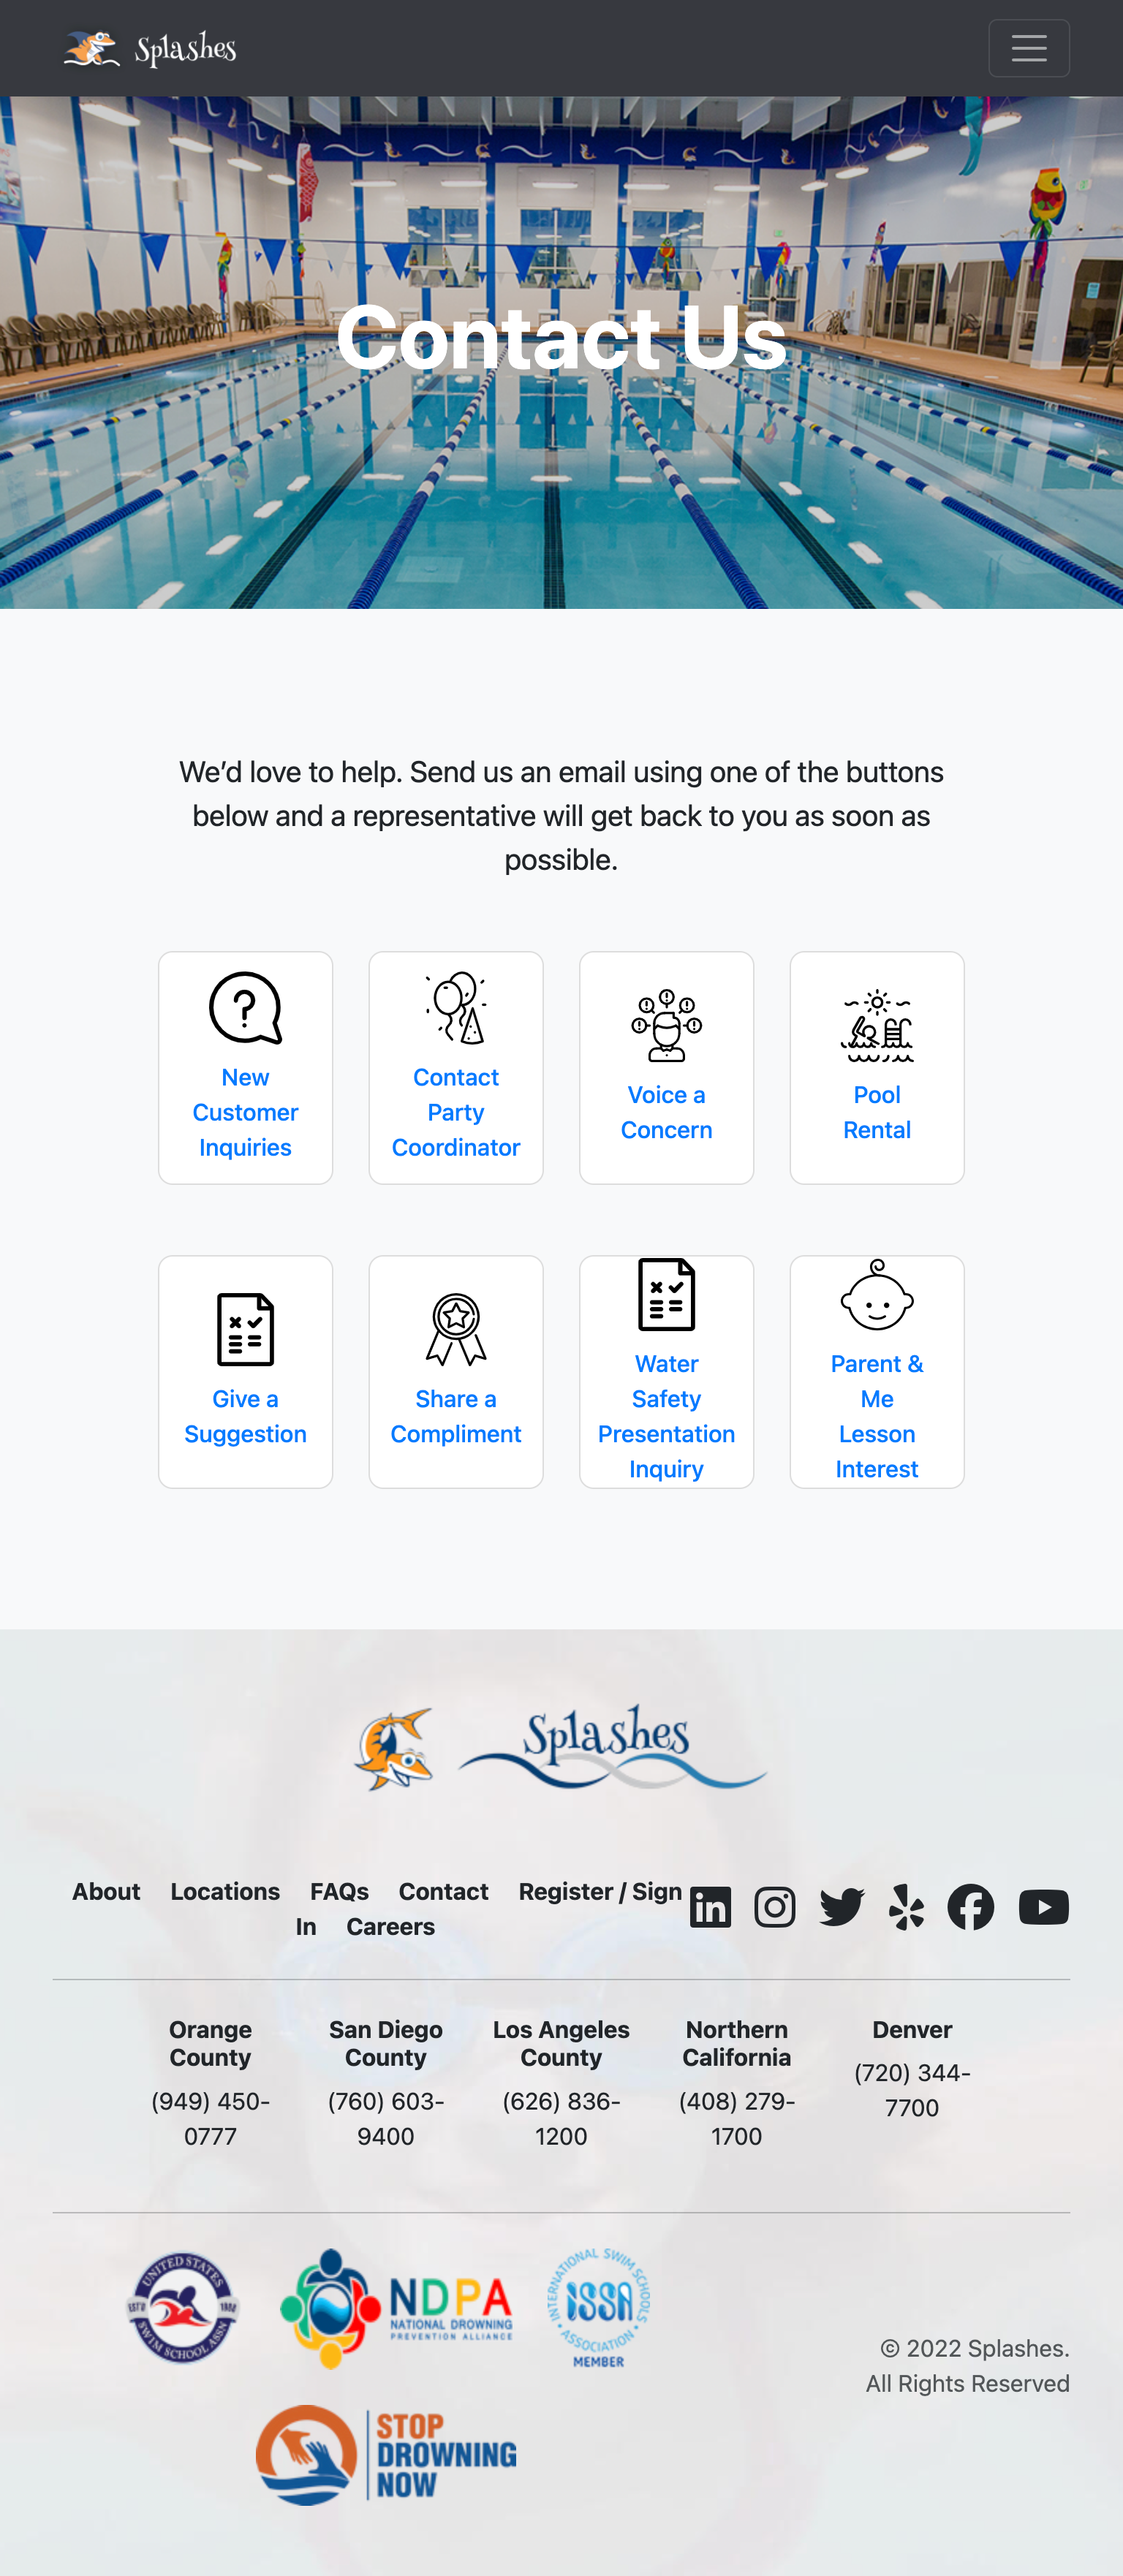 Splashes
Contact Us
We’d love to help. Send us an email using one of the buttons
below and a representative will get back to you as soon as
possible.
New
Customer
Inquiries
Contact
Party
Coordinator
Voice a
Concern
Pool
Rental
Give a
Suggestion
Share a
Compliment
Water
Safety
Presentation
Inquiry
Parent &
Me
Lesson
Interest
Splashes
About Locations FAQs Contact Register / Sign
In Careers
Orange
County
(949) 450-
0777
San Diego
County
(760) 603-
9400
Los Angeles
County
(626) 836-
1200
Northern
California
(408) 279-
1700
Denver
(720) 344-
7700
UNITED STATES
ESTD 1988
SWIM SCHOOL ASSN
NDPA
NATIONAL DROWNING
PREVENTION ALLIANCE
INTERNATIONAL SWIM SCHOOLS
ISSA
ASSOCIATION
MEMBER
© 2022 Splashes.
All Rights Reserved
STOP
DROWNING
NOW